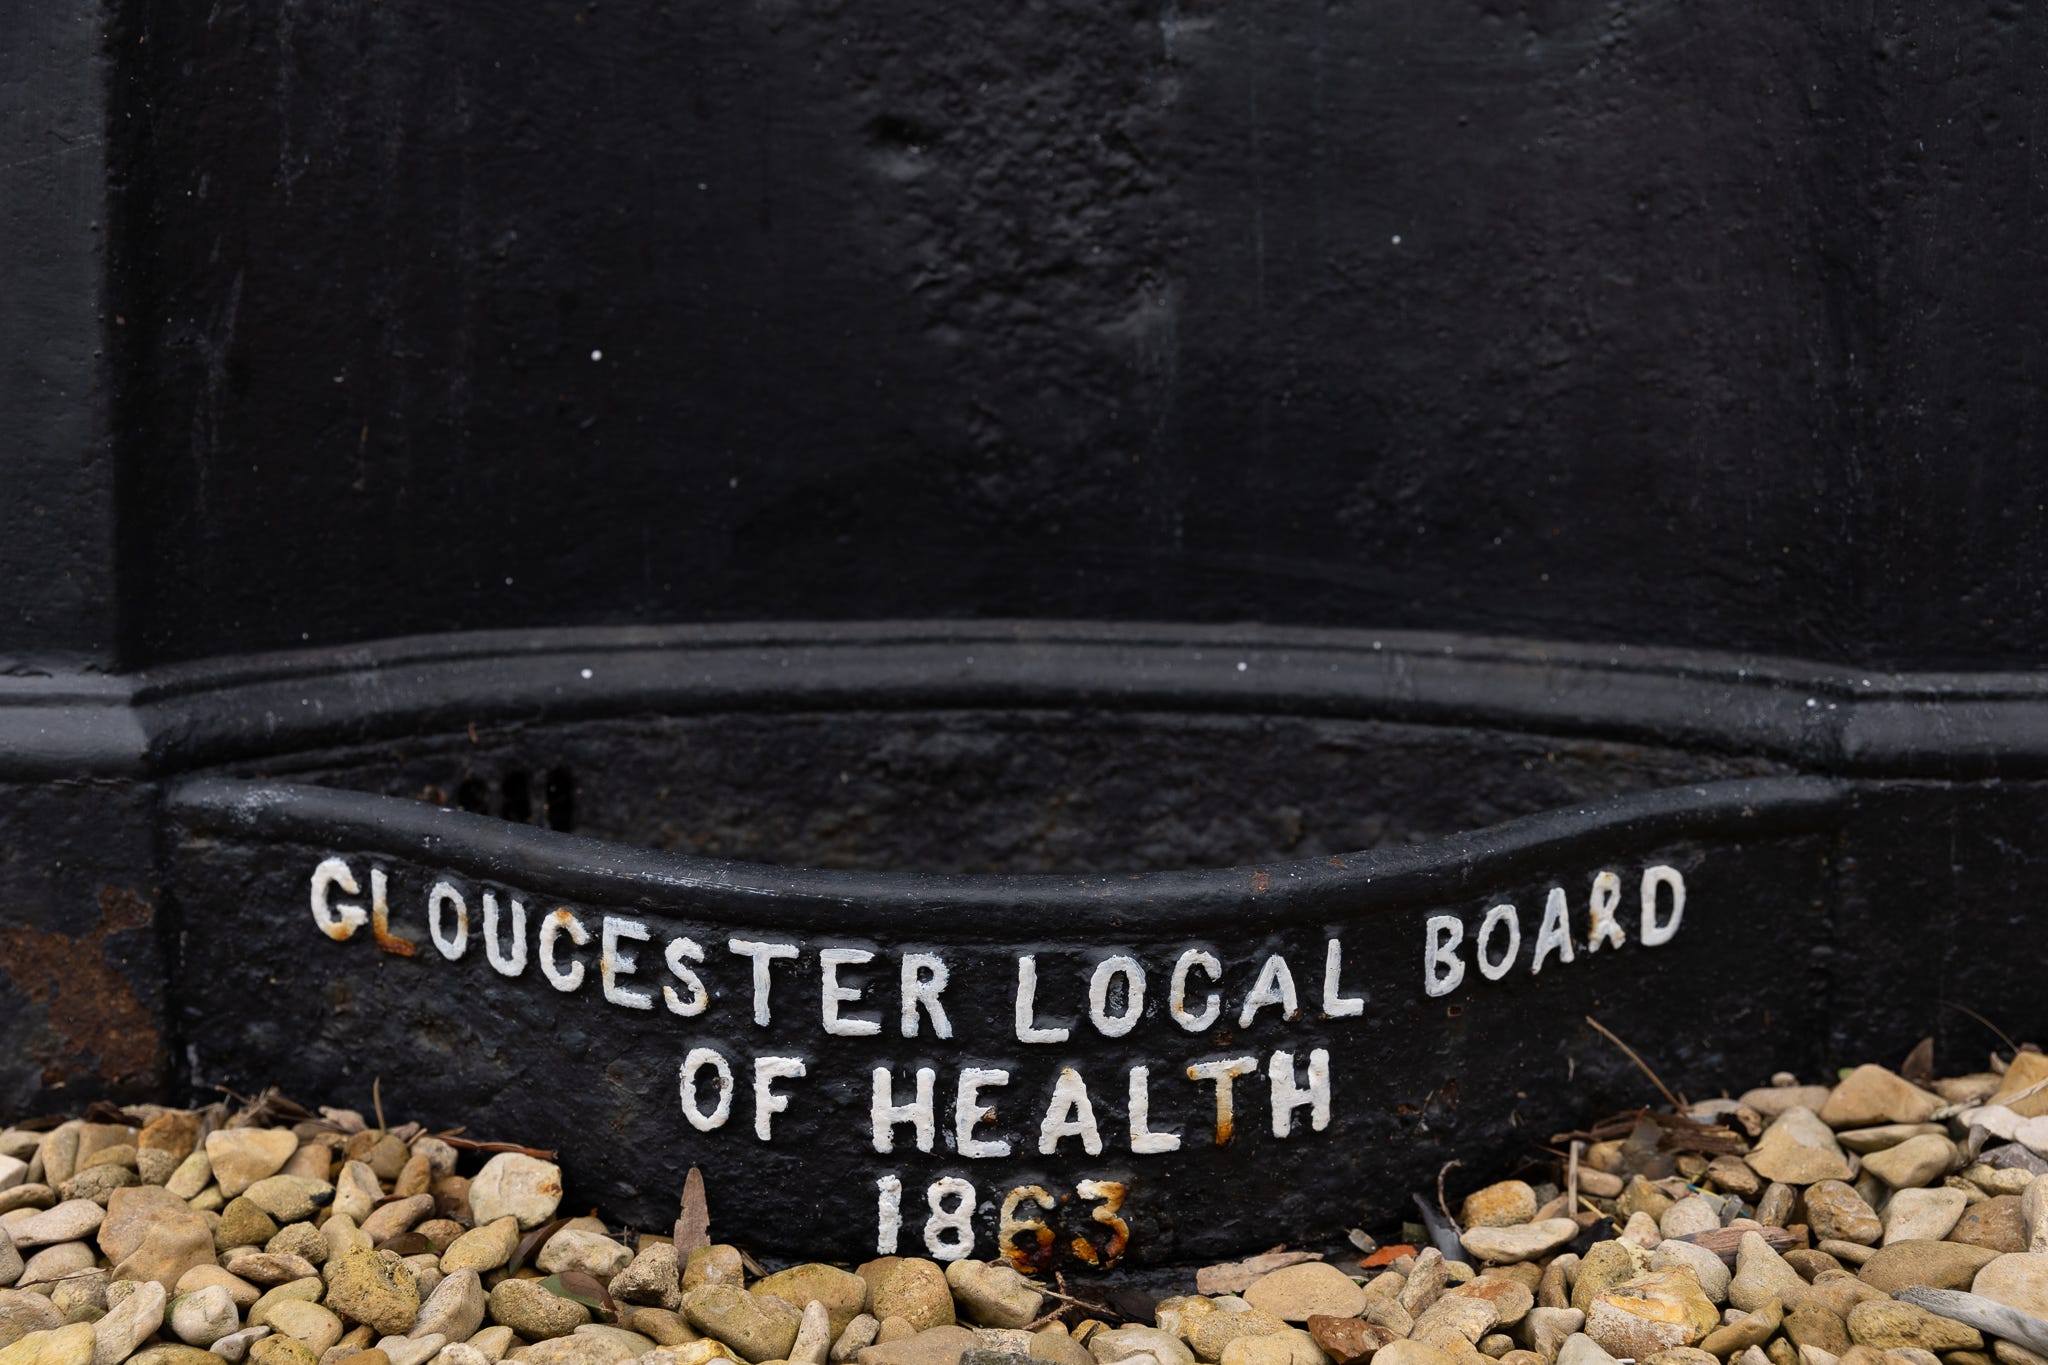 GLOUCESTER LOCAL BOARD
OF HEALTH
1863